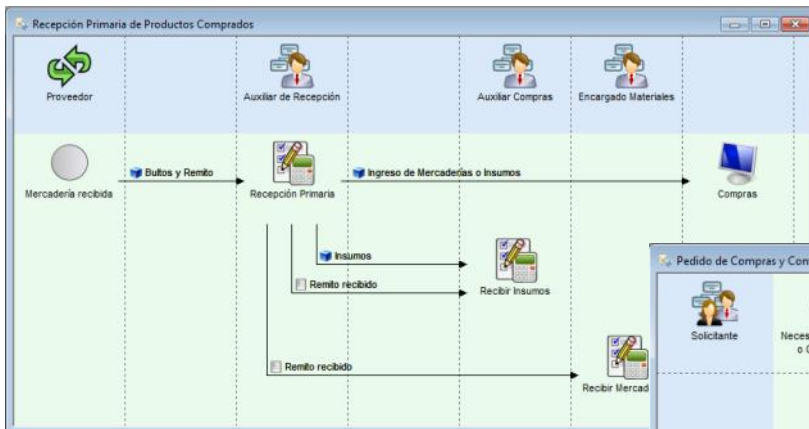 Recepción Primaria de Productos Comprados
Proveedor
Auxiliar de Recepción
Auxiliar Compras
Encargado Materiales
Mercadería recibida
Bultos y Remito
Recepción Primaria
Ingreso de Mercaderías o Insumos
Compras
Insumos
Remito recibido
Recibir Insumos
Remito recibido
Recibir Mercad
Pedido de Compras y Con
Solicitante
Neces
o C